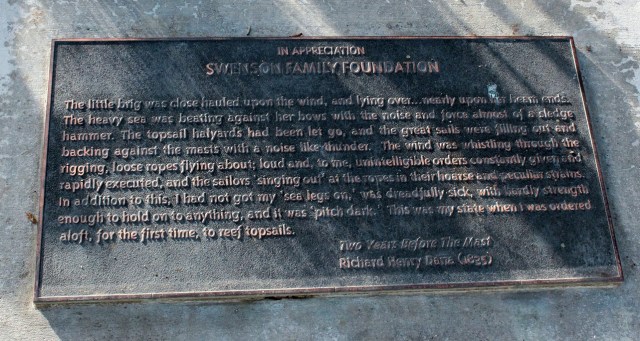 IN APPRECIATION
SWENSON FAMILY FOUNDATION
The little brig was close hauled upon the wind, and lying over...nearly upon her beam ends.
The heavy sea was beating against her bows with the noise and force almost of a sledge
hammer. The topsail halyards had been let go, and the great sails were filling out and
backing against the masts with a noise like thunder. The wind was whistling through the
rigging, loose ropes flying about; loud and, to me, unintelligible orders constantly given and
rapidly executed, and the sailors 'singing out' at the ropes in their hoarse and peculiar strains.
In addition to this, I had not got my 'sea legs on,' was dreadfully sick, with hardly strength
enough to hold on to anything, and it was 'pitch dark.' This was my state when I was ordered
aloft, for the first time, to reef topsails.
Two Years Before The Mast
Richard Henry Dana (1835)